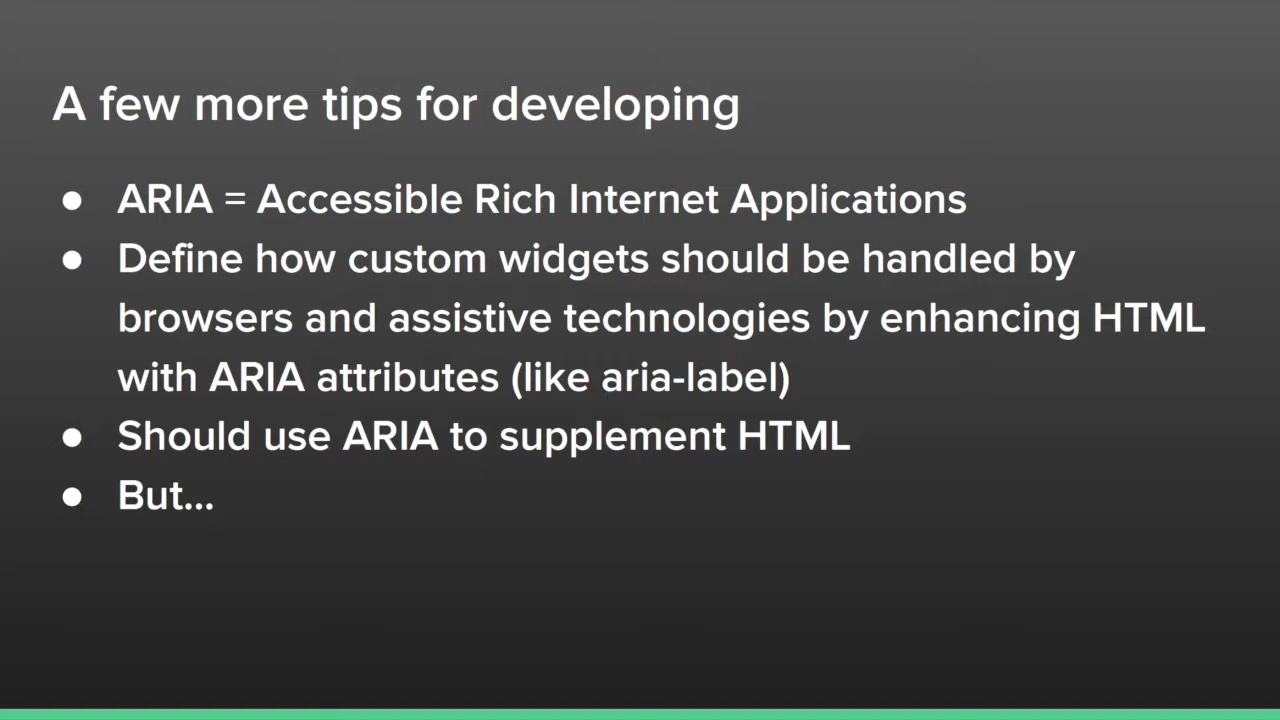 A few more tips for developing
● ARIA = Accessible Rich Internet Applications
● Define how custom widgets should be handled by
browsers and assistive technologies by enhancing HTML
with ARIA attributes (like aria-label)
● Should use ARIA to supplement HTML
● But...